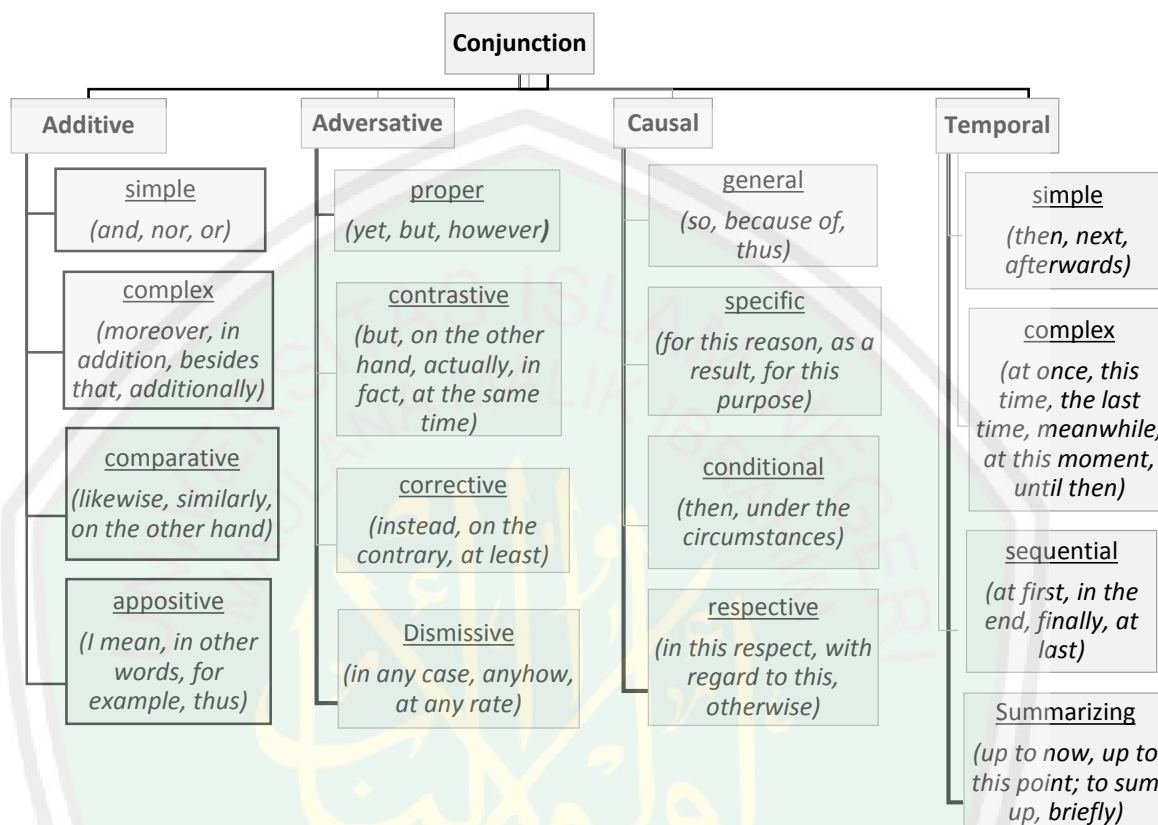 Conjunction
Additive
simple
(and, nor, or)
complex
(moreover, in
addition, besides
that, additionally)
comparative
(likewise, similarly,
on the other hand)
appositive
(I mean, in other
words, for
example, thus)
Adversative
proper
(yet, but, however)
contrastive
(but, on the other
hand, actually, in
fact, at the same
time)
corrective
(instead, on the
contrary, at least)
Dismissive
(in any case, anyhow,
at any rate)
Causal
general
(so, because of,
thus)
specific
(for this reason, as a
result, for this
purpose)
conditional
(then, under the
circumstances)
respective
(in this respect, with
regard to this,
otherwise)
Temporal
simple
(then, next,
afterwards)
complex
(at once, this
time, the last
time, meanwhile,
at this moment,
until then)
sequential
(at first, in the
end, finally, at
last)
Summarizing
(up to now, up to
this point; to sum
up, briefly)
ISLAM NEGERI
MAULANA MALIK IBRAHIM